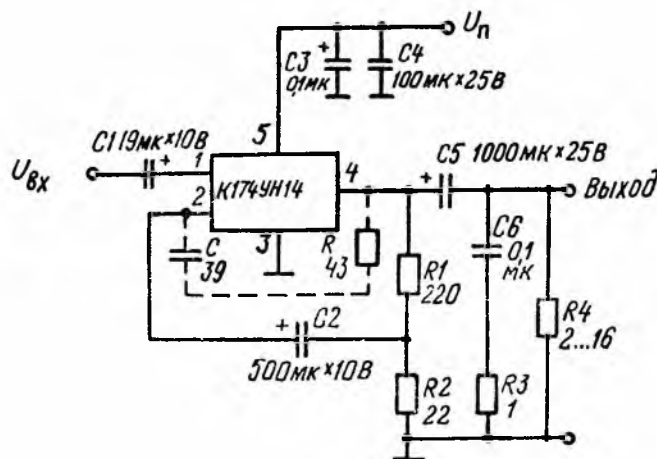 Uп
C3
+
0,1мк
C4
100мк×25В
C1 19мк×10В
+
Uвх
1
2
5
К174УН14
4
3
C5 1000мк×25В
+
Выход
C
39
R
43
C6
0,1
мк
R1
220
R4
2...16
+
C2
500мк×10В
R2
22
R3
1